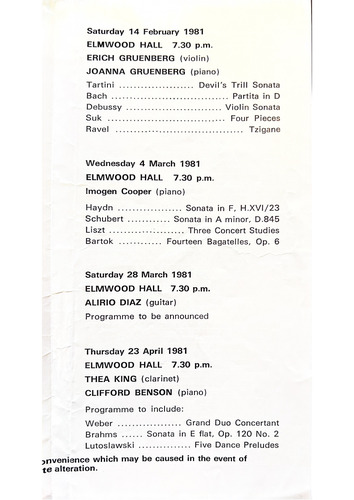 Saturday 14 February 1981
ELMWOOD HALL 7.30 p.m.
ERICH GRUENBERG (violin)
JOANNA GRUENBERG (piano)
Tartini ..................... Devil's Trill Sonata
Bach ................................. Partita in D
Debussy ............................ Violin Sonata
Suk .................................. Four Pieces
Ravel .................................... Tzigane
Wednesday 4 March 1981
ELMWOOD HALL 7.30 p.m.
Imogen Cooper (piano)
Haydn .................. Sonata in F, H.XVI/23
Schubert ............ Sonata in A minor, D.845
Liszt ..................... Three Concert Studies
Bartok ............ Fourteen Bagatelles, Op. 6
Saturday 28 March 1981
ELMWOOD HALL 7.30 p.m.
ALIRIO DIAZ (guitar)
Programme to be announced
Thursday 23 April 1981
ELMWOOD HALL 7.30 p.m.
THEA KING (clarinet)
CLIFFORD BENSON (piano)
Programme to include:
Weber ................... Grand Duo Concertant
Brahms ...... Sonata in E flat, Op. 120 No. 2
Lutoslawski ............... Five Dance Preludes
onvenience which may be caused in the event of
te alteration.